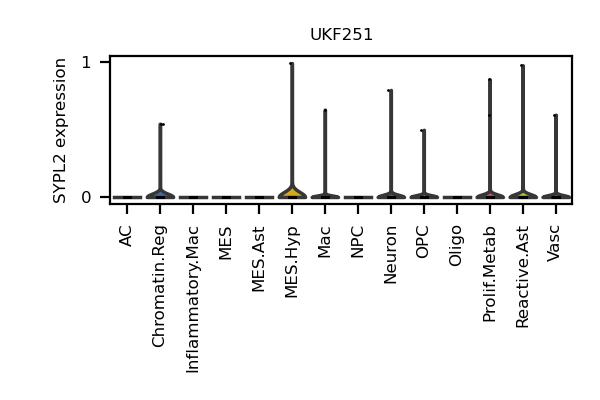 UKF251
SYPL2 expression
1
0
AC
Chromatin.Reg
Inflammatory.Mac
MES
MES.Ast
MES.Hyp
Mac
NPC
Neuron
OPC
Oligo
Prolif.Metab
Reactive.Ast
Vasc